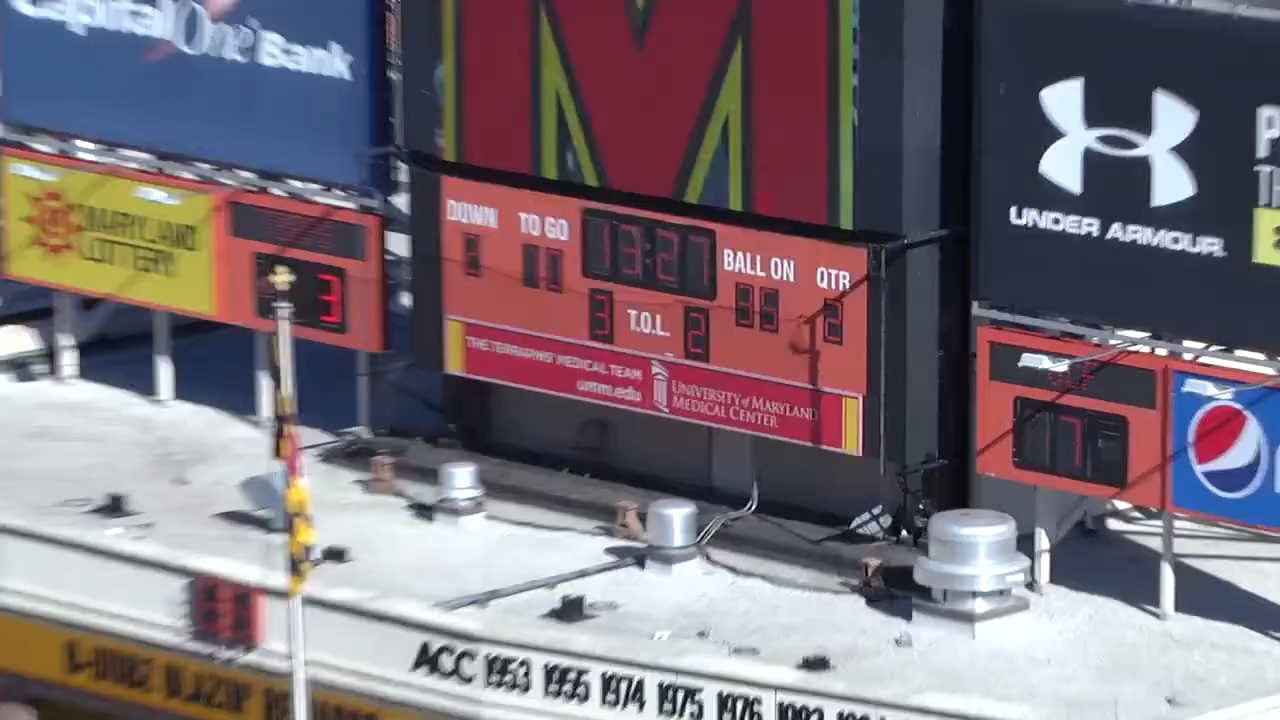 Capital One Bank
M
UNDER ARMOUR
MARYLAND
LOTTERY
3
DOWN TO GO 13:27 BALL ON QTR
3 T.O.L. 2 2
THE TERRAPINS' MEDICAL TEAM
umm.edu
UNIVERSITY of MARYLAND
MEDICAL CENTER
7
ACC 1953 1955 1974 1975 1976